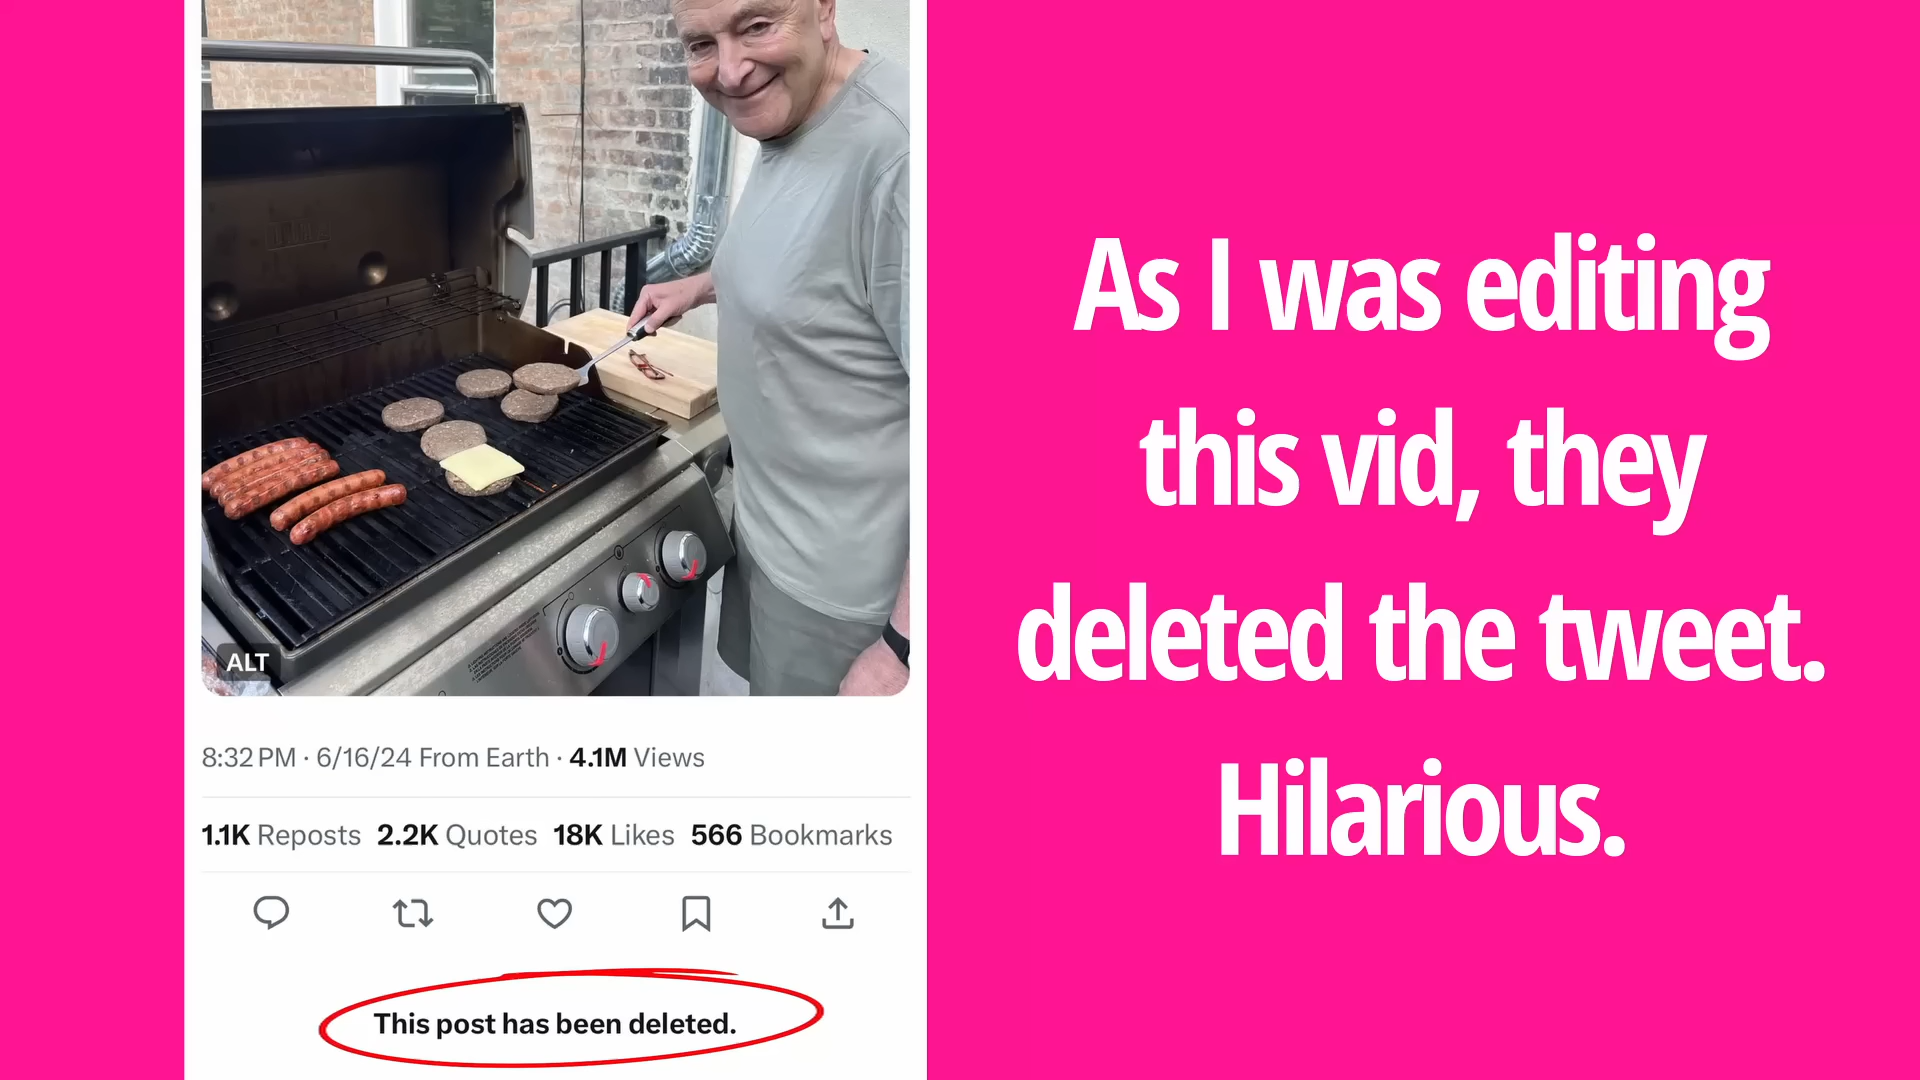 ALT
8:32 PM · 6/16/24 From Earth · 4.1M Views
1.1K Reposts 2.2K Quotes 18K Likes 566 Bookmarks
This post has been deleted.
As I was editing
this vid, they
deleted the tweet.
Hilarious.